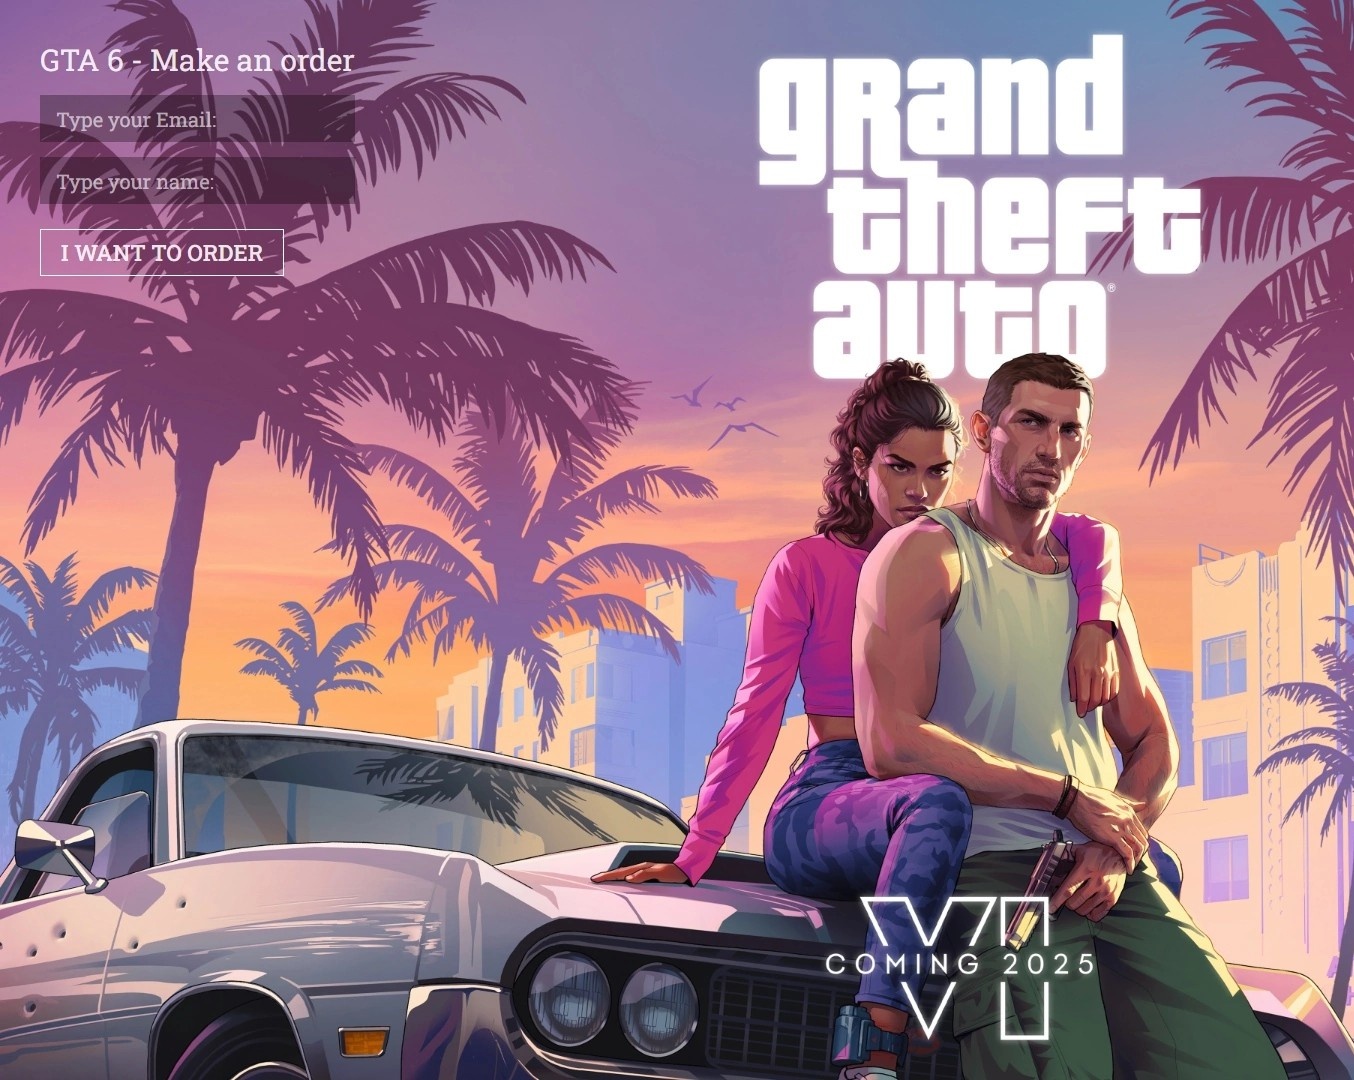 GTA 6 - Make an order
Type your Email:
Type your name:
I WANT TO ORDER
grand
theft
auto®
VI
COMING 2025